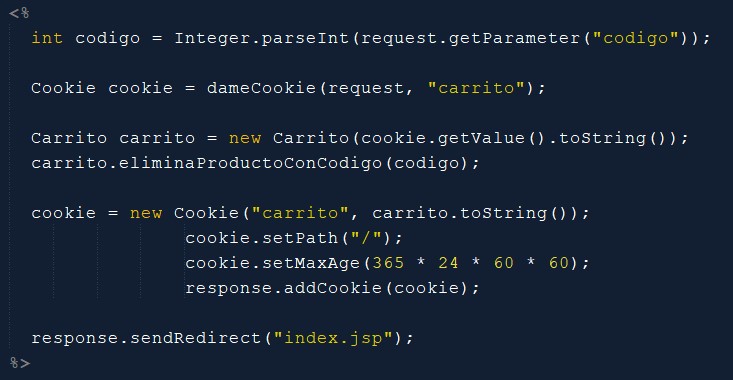 <%
int codigo = Integer.parseInt(request.getParameter("codigo"));
Cookie cookie = dameCookie(request, "carrito");
Carrito carrito = new Carrito(cookie.getValue().toString());
carrito.eliminaProductoConCodigo(codigo);
cookie = new Cookie("carrito", carrito.toString());
cookie.setPath("/");
cookie.setMaxAge(365 * 24 * 60 * 60);
response.addCookie(cookie);
response.sendRedirect("index.jsp");
%>